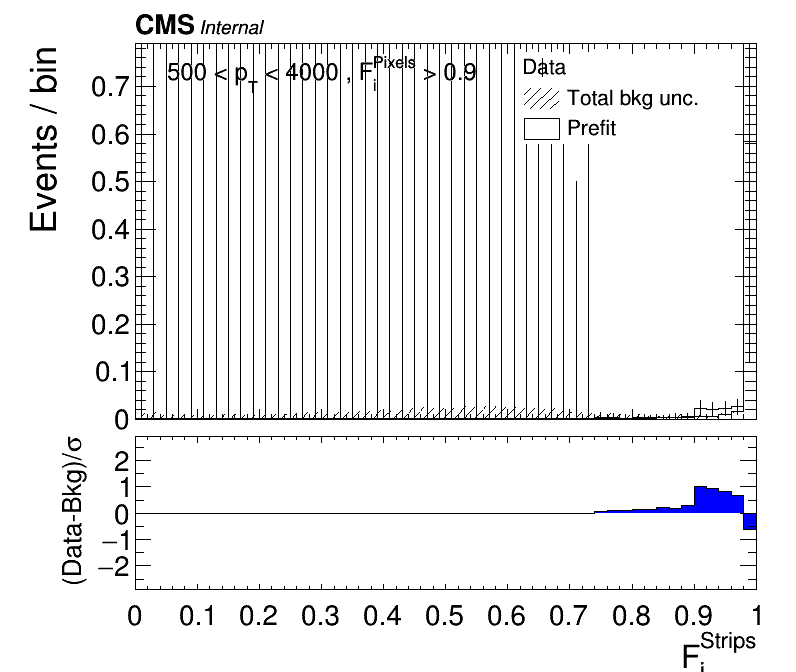 CMS Internal
500 < p_T < 4000 , F_i^Pixels > 0.9
Data
Total bkg unc.
Prefit
Events / bin
0.7
0.6
0.5
0.4
0.3
0.2
0.1
0
(Data-Bkg)/σ
2
1
0
−1
−2
0 0.1 0.2 0.3 0.4 0.5 0.6 0.7 0.8 0.9 1
F_i^Strips